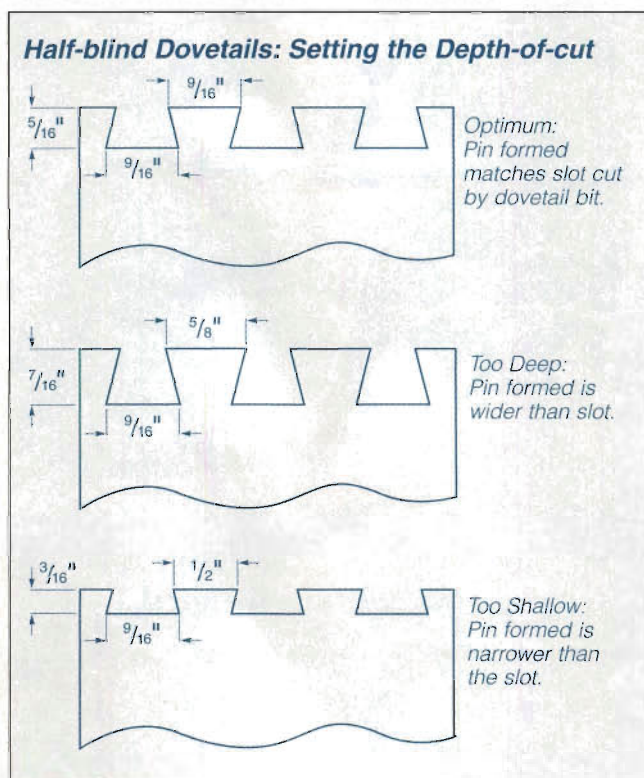 Half-blind Dovetails: Setting the Depth-of-cut
9/16"
5/16"
9/16"
Optimum:
Pin formed
matches slot cut
by dovetail bit.
5/8"
7/16"
9/16"
Too Deep:
Pin formed is
wider than slot.
3/16"
1/2"
9/16"
Too Shallow:
Pin formed is
narrower than
the slot.